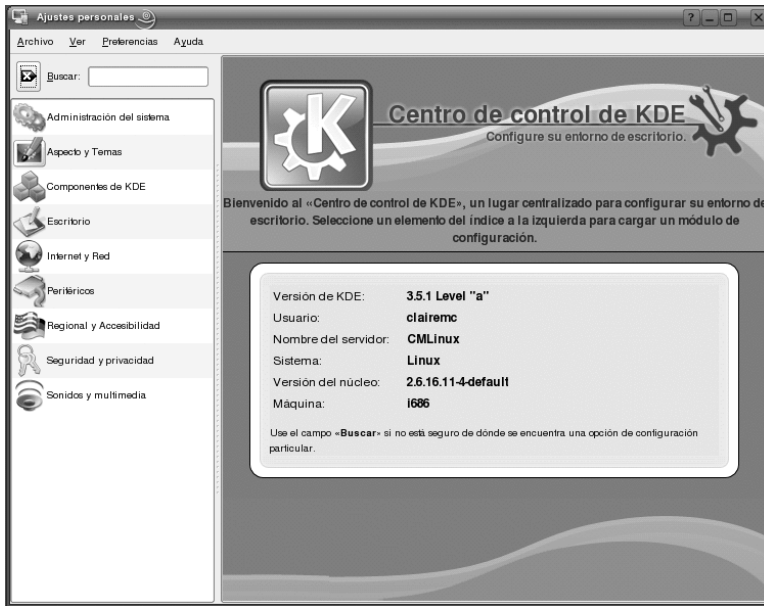 Ajustes personales
Archivo Ver Preferencias Ayuda
Buscar:
Administración del sistema
Aspecto y Temas
Componentes de KDE
Escritorio
Internet y Red
Periféricos
Regional y Accesibilidad
Seguridad y privacidad
Sonidos y multimedia
Centro de control de KDE
Configure su entorno de escritorio.
Bienvenido al «Centro de control de KDE», un lugar centralizado para configurar su entorno de
escritorio. Seleccione un elemento del índice a la izquierda para cargar un módulo de
configuración.
Versión de KDE: 3.5.1 Level "a"
Usuario: clairemc
Nombre del servidor: CMLinux
Sistema: Linux
Versión del núcleo: 2.6.16.11-4-default
Máquina: i686
Use el campo «Buscar» si no está seguro de dónde se encuentra una opción de configuración
particular.